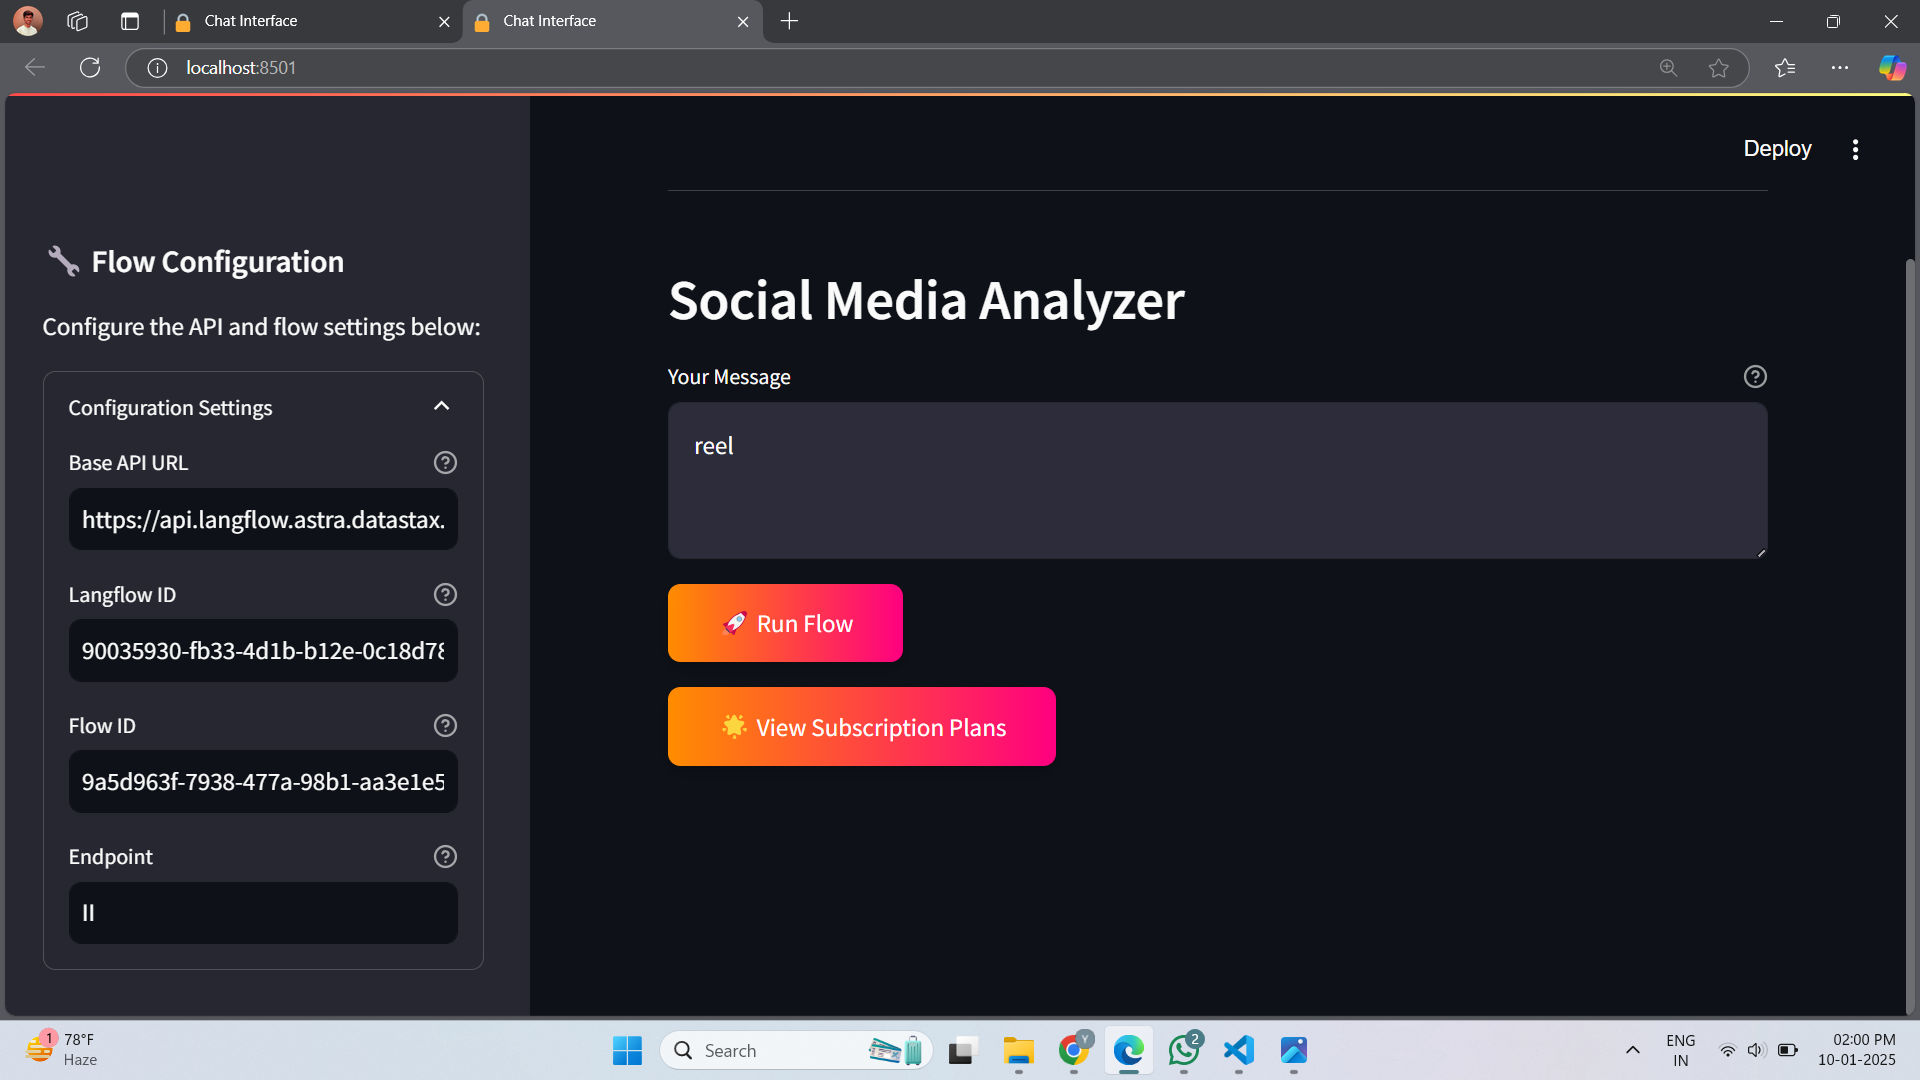 Chat Interface
Chat Interface
localhost:8501
Deploy
Flow Configuration
Configure the API and flow settings below:
Configuration Settings
Base API URL
https://api.langflow.astra.datastax.
Langflow ID
90035930-fb33-4d1b-b12e-0c18d78
Flow ID
9a5d963f-7938-477a-98b1-aa3e1e5
Endpoint
ll
Social Media Analyzer
Your Message
reel
Run Flow
View Subscription Plans
1
78°F
Haze
Search
Y
2
ENG
IN
02:00 PM
10-01-2025